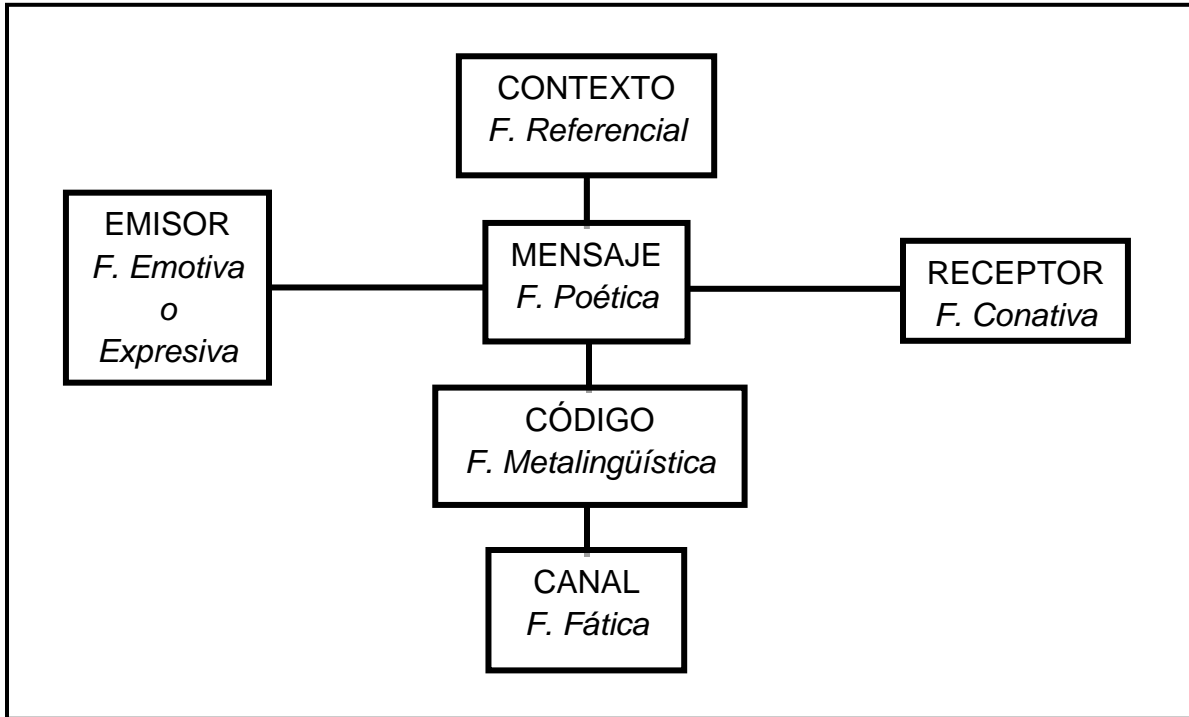 CONTEXTO
F. Referencial
EMISOR
F. Emotiva
o
Expresiva
MENSAJE
F. Poética
RECEPTOR
F. Conativa
CÓDIGO
F. Metalingüística
CANAL
F. Fática